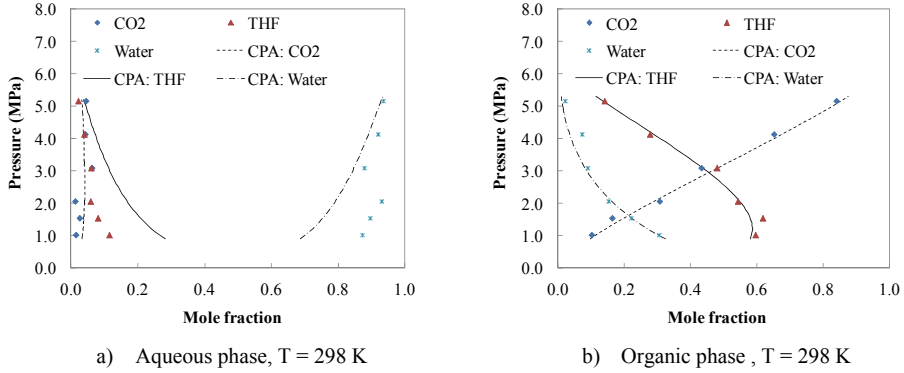 8.0
7.0
6.0
5.0
4.0
3.0
2.0
1.0
0.0
Pressure (MPa)
CO2
THF
Water
CPA: CO2
CPA: THF
CPA: Water
0.0 0.2 0.4 0.6 0.8 1.0
Mole fraction
a) Aqueous phase, T = 298 K
8.0
7.0
6.0
5.0
4.0
3.0
2.0
1.0
0.0
Pressure (MPa)
CO2
THF
Water
CPA: CO2
CPA: THF
CPA: Water
0.0 0.2 0.4 0.6 0.8 1.0
Mole fraction
b) Organic phase , T = 298 K